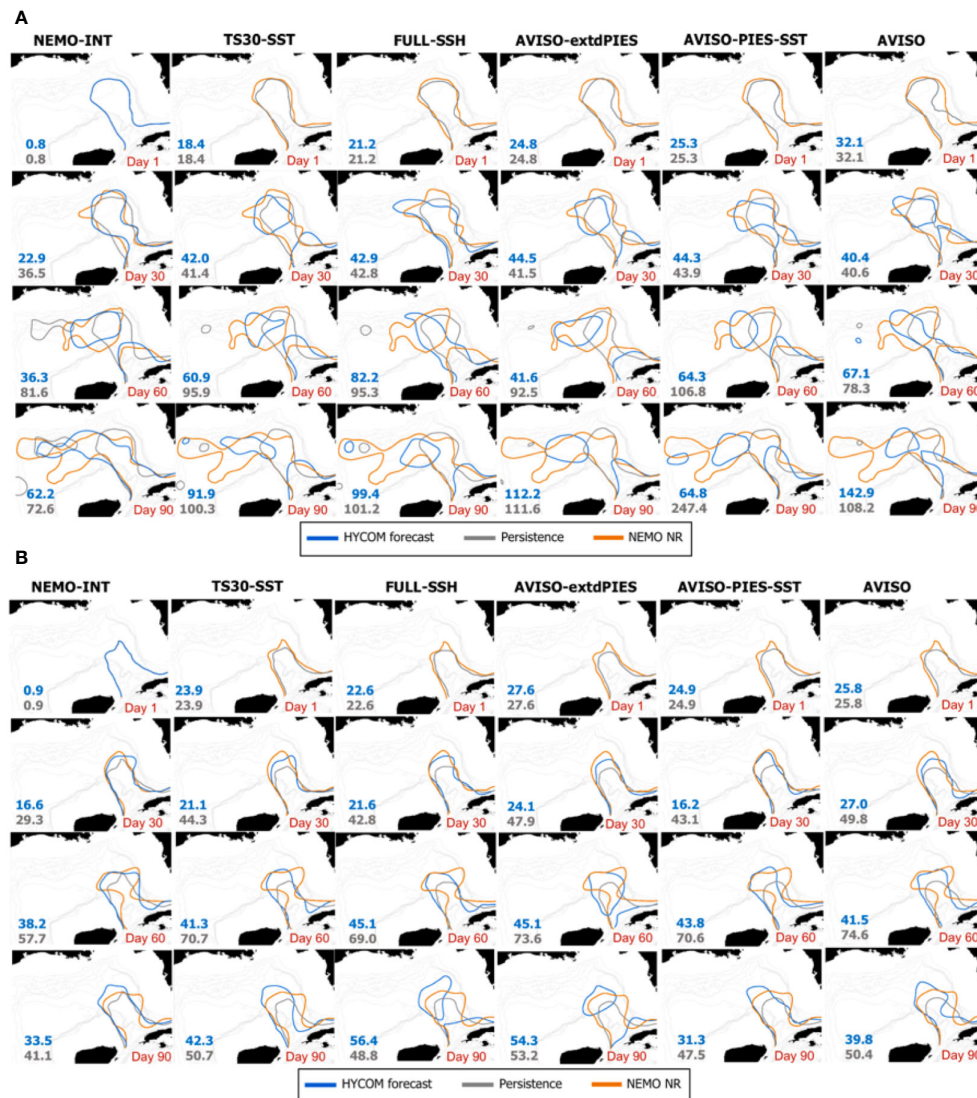 A
NEMO-INT TS30-SST FULL-SSH AVISO-extdPIES AVISO-PIES-SST AVISO
0.8 18.4 21.2 24.8 25.3 32.1
0.8 Day 1 18.4 Day 1 21.2 Day 1 24.8 Day 1 25.3 Day 1 32.1 Day 1
22.9 42.0 42.9 44.5 44.3 40.4
36.5 Day 30 41.4 Day 30 42.8 Day 30 41.5 Day 30 43.9 Day 30 40.6 Day 30
36.3 60.9 82.2 41.6 64.3 67.1
81.6 Day 60 95.9 Day 60 95.3 Day 60 92.5 Day 60 106.8 Day 60 78.3 Day 60
62.2 91.9 99.4 112.2 64.8 142.9
72.6 Day 90 100.3 Day 90 101.2 Day 90 111.6 Day 90 247.4 Day 90 108.2 Day 90
HYCOM forecast Persistence NEMO NR
B
NEMO-INT TS30-SST FULL-SSH AVISO-extdPIES AVISO-PIES-SST AVISO
0.9 23.9 22.6 27.6 24.9 25.8
0.9 Day 1 23.9 Day 1 22.6 Day 1 27.6 Day 1 24.9 Day 1 25.8 Day 1
16.6 21.1 21.6 24.1 16.2 27.0
29.3 Day 30 44.3 Day 30 42.8 Day 30 47.9 Day 30 43.1 Day 30 49.8 Day 30
38.2 41.3 45.1 45.1 43.8 41.5
57.7 Day 60 70.7 Day 60 69.0 Day 60 73.6 Day 60 70.6 Day 60 74.6 Day 60
33.5 42.3 56.4 54.3 31.3 39.8
41.1 Day 90 50.7 Day 90 48.8 Day 90 53.2 Day 90 47.5 Day 90 50.4 Day 90
HYCOM forecast Persistence NEMO NR